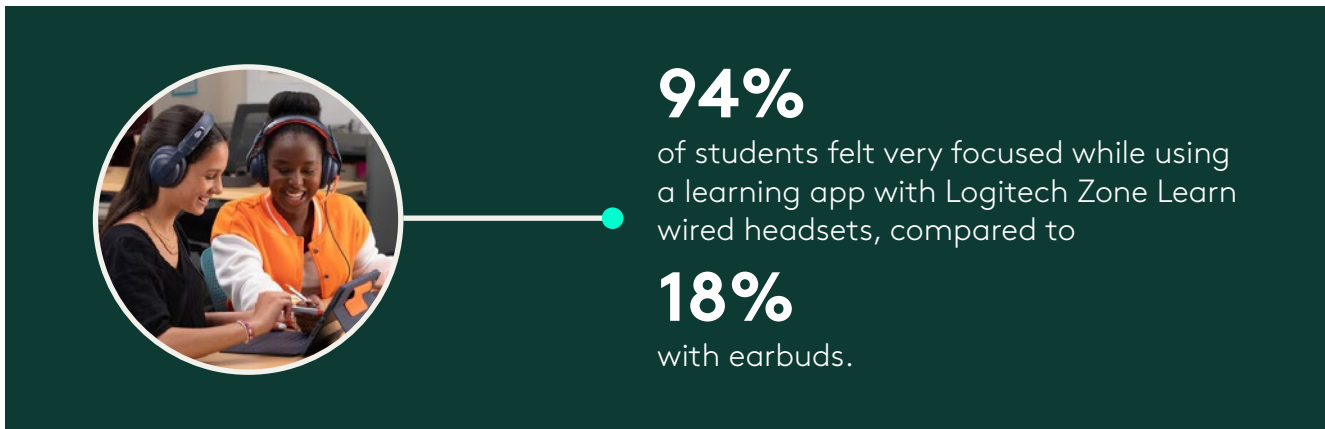 94%
of students felt very focused while using
a learning app with Logitech Zone Learn
wired headsets, compared to
18%
with earbuds.